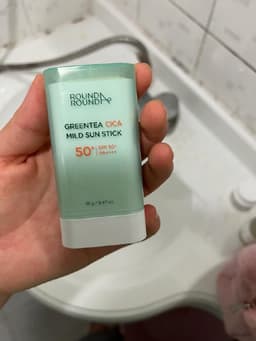 ROUND A
ROUND
GREENTEA CICA
MILD SUN STICK
50+ SPF 50+
PA++++